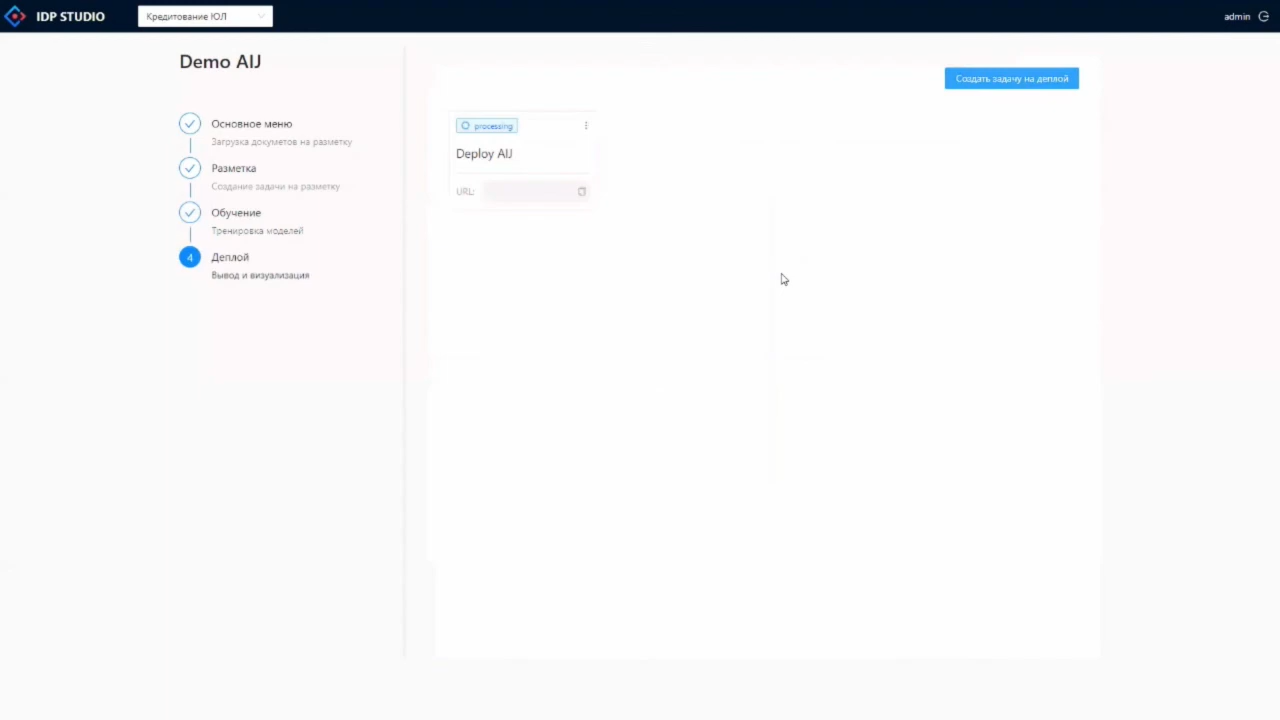 IDP STUDIO
Кредитование ЮЛ
admin
Demo AIJ
Основное меню
Загрузка докуметов на разметку
Разметка
Создание задачи на разметку
Обучение
Тренировка моделей
4
Деплой
Вывод и визуализация
Создать задачу на деплой
processing
Deploy AIJ
URL: